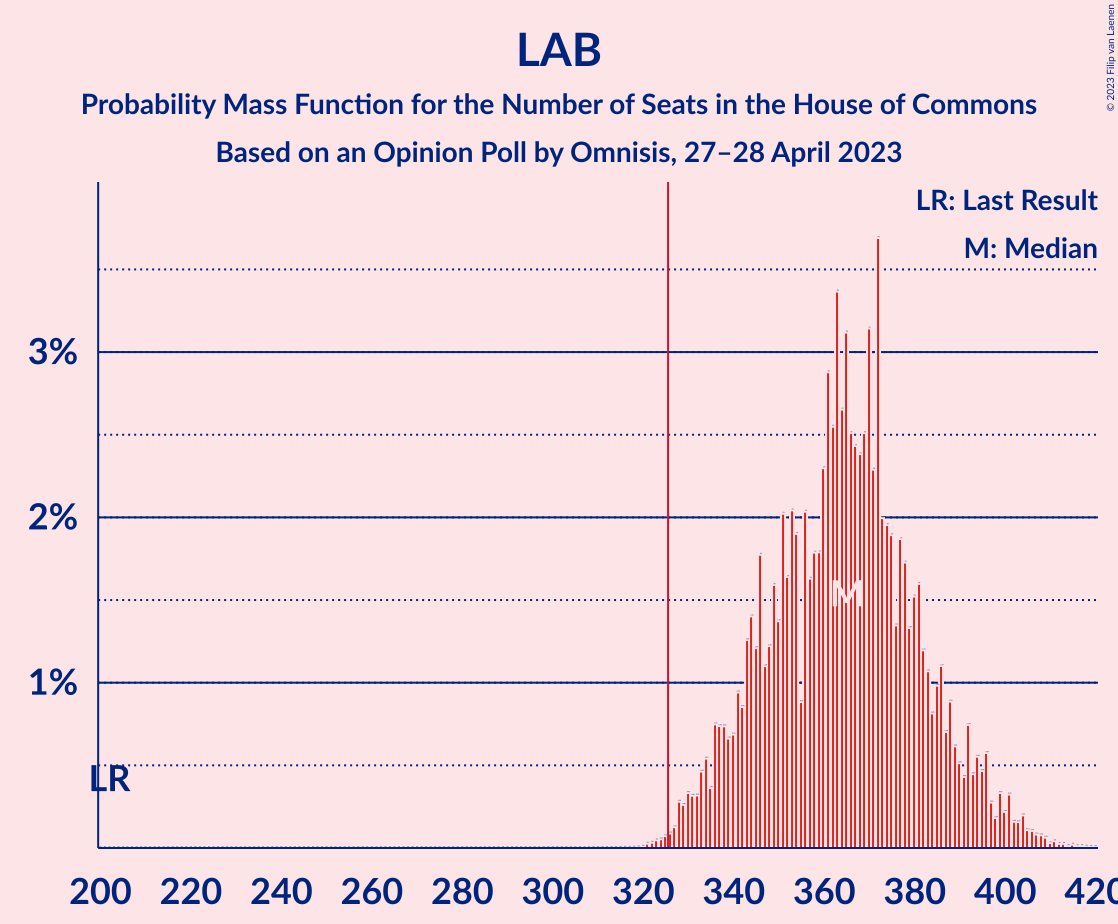 LAB
Probability Mass Function for the Number of Seats in the House of Commons
Based on an Opinion Poll by Omnisis, 27–28 April 2023
© 2023 Filip van Laenen
LR: Last Result
M: Median
3%
2%
1%
M
LR
200 220 240 260 280 300 320 340 360 380 400 420